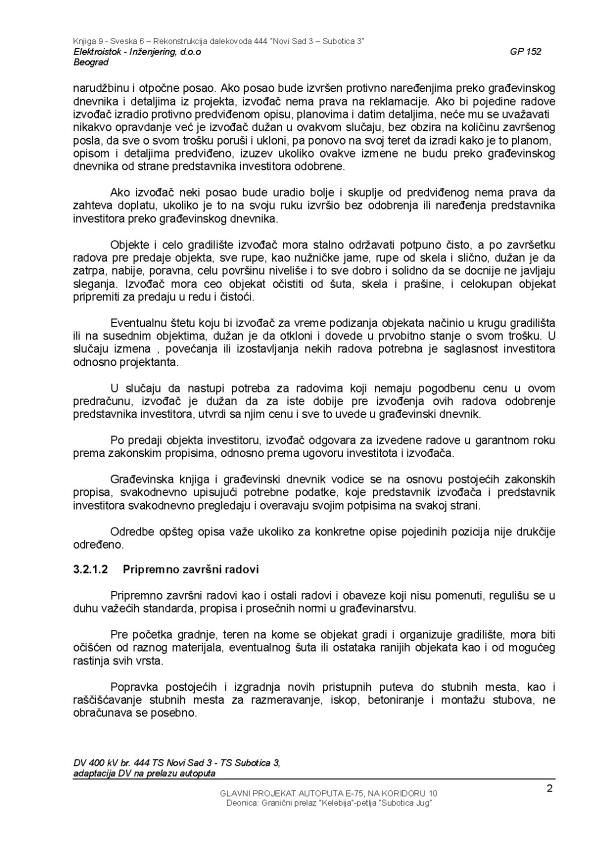 Knjiga 9 - Sveska 6 – Rekonstrukcija dalekovoda 444 "Novi Sad 3 – Subotica 3"
Elektroistok - Inženjering, d.o.o GP 152
Beograd
narudžbinu i otpočne posao. Ako posao bude izvršen protivno naređenjima preko građevinskog
dnevnika i detaljima iz projekta, izvođač nema prava na reklamacije. Ako bi pojedine radove
izvođač izradio protivno predviđenom opisu, planovima i datim detaljima, neće mu se uvažavati
nikakvo opravdanje već je izvođač dužan u ovakvom slučaju, bez obzira na količinu završenog
posla, da sve o svom trošku poruši i ukloni, pa ponovo na svoj teret da izradi kako je to planom,
opisom i detaljima predviđeno, izuzev ukoliko ovakve izmene ne budu preko građevinskog
dnevnika od strane predstavnika investitora odobrene.
Ako izvođač neki posao bude uradio bolje i skuplje od predviđenog nema prava da
zahteva doplatu, ukoliko je to na svoju ruku izvršio bez odobrenja ili naređenja predstavnika
investitora preko građevinskog dnevnika.
Objekte i celo gradilište izvođač mora stalno održavati potpuno čisto, a po završetku
radova pre predaje objekta, sve rupe, kao nužničke jame, rupe od skela i slično, dužan je da
zatrpa, nabije, poravna, celu površinu niveliše i to sve dobro i solidno da se docnije ne javljaju
sleganja. Izvođač mora ceo objekat očistiti od šuta, skela i prašine, i celokupan objekat
pripremiti za predaju u redu i čistoći.
Eventualnu štetu koju bi izvođač za vreme podizanja objekata načinio u krugu gradilišta
ili na susednim objektima, dužan je da otkloni i dovede u prvobitno stanje o svom trošku. U
slučaju izmena , povećanja ili izostavljanja nekih radova potrebna je saglasnost investitora
odnosno projektanta.
U slučaju da nastupi potreba za radovima koji nemaju pogodbenu cenu u ovom
predračunu, izvođač je dužan da za iste dobije pre izvođenja ovih radova odobrenje
predstavnika investitora, utvrdi sa njim cenu i sve to uvede u građevinski dnevnik.
Po predaji objekta investitoru, izvođač odgovara za izvedene radove u garantnom roku
prema zakonskim propisima, odnosno prema ugovoru investitota i izvođača.
Građevinska knjiga i građevinski dnevnik vodice se na osnovu postojećih zakonskih
propisa, svakodnevno upisujući potrebne podatke, koje predstavnik izvođača i predstavnik
investitora svakodnevno pregledaju i overavaju svojim potpisima na svakoj strani.
Odredbe opšteg opisa važe ukoliko za konkretne opise pojedinih pozicija nije drukčije
određeno.
3.2.1.2 Pripremno završni radovi
Pripremno završni radovi kao i ostali radovi i obaveze koji nisu pomenuti, regulišu se u
duhu važećih standarda, propisa i prosečnih normi u građevinarstvu.
Pre početka gradnje, teren na kome se objekat gradi i organizuje gradilište, mora biti
očišćen od raznog materijala, eventualnog šuta ili ostataka ranijih objekata kao i od mogućeg
rastinja svih vrsta.
Popravka postojećih i izgradnja novih pristupnih puteva do stubnih mesta, kao i
raščišćavanje stubnih mesta za razmeravanje, iskop, betoniranje i montažu stubova, ne
obračunava se posebno.
DV 400 kV br. 444 TS Novi Sad 3 - TS Subotica 3,
adaptacija DV na prelazu autoputa
2
GLAVNI PROJEKAT AUTOPUTA E-75, NA KORIDORU 10
Deonica: Granični prelaz "Kelebija"-petlja "Subotica Jug"